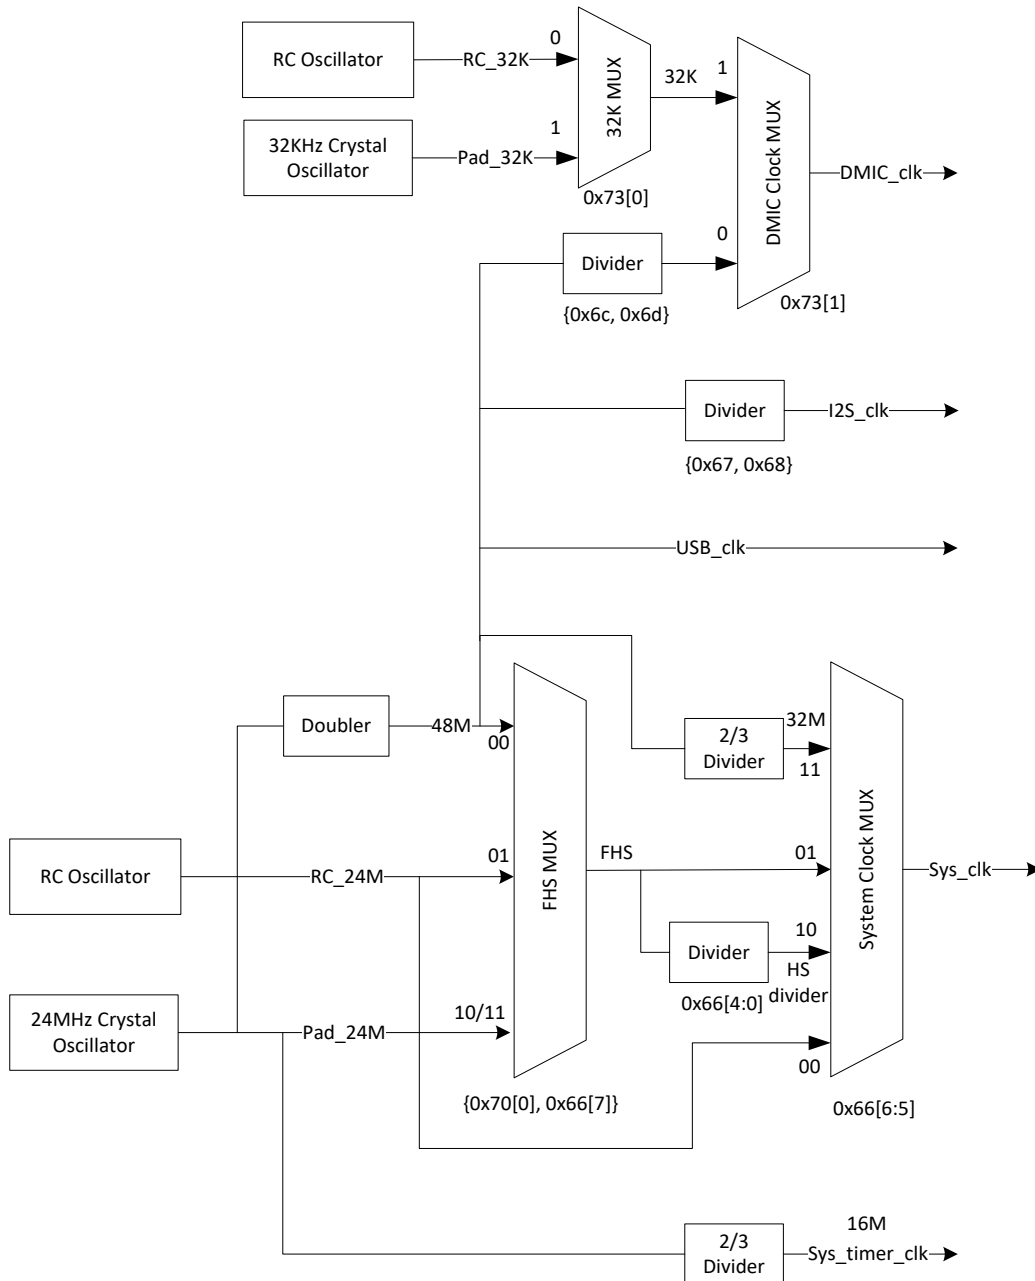 RC Oscillator
RC_32K
0
32KHz Crystal
Oscillator
Pad_32K
1
32K MUX
0x73[0]
32K
1
0
DMIC Clock MUX
0x73[1]
DMIC_clk
Divider
{0x6c, 0x6d}
Divider
{0x67, 0x68}
I2S_clk
USB_clk
Doubler
48M
00
RC Oscillator
RC_24M
01
24MHz Crystal
Oscillator
Pad_24M
10/11
FHS MUX
{0x70[0], 0x66[7]}
FHS
2/3
Divider
32M
11
01
Divider
0x66[4:0]
10
HS
divider
00
System Clock MUX
0x66[6:5]
Sys_clk
2/3
Divider
16M
Sys_timer_clk